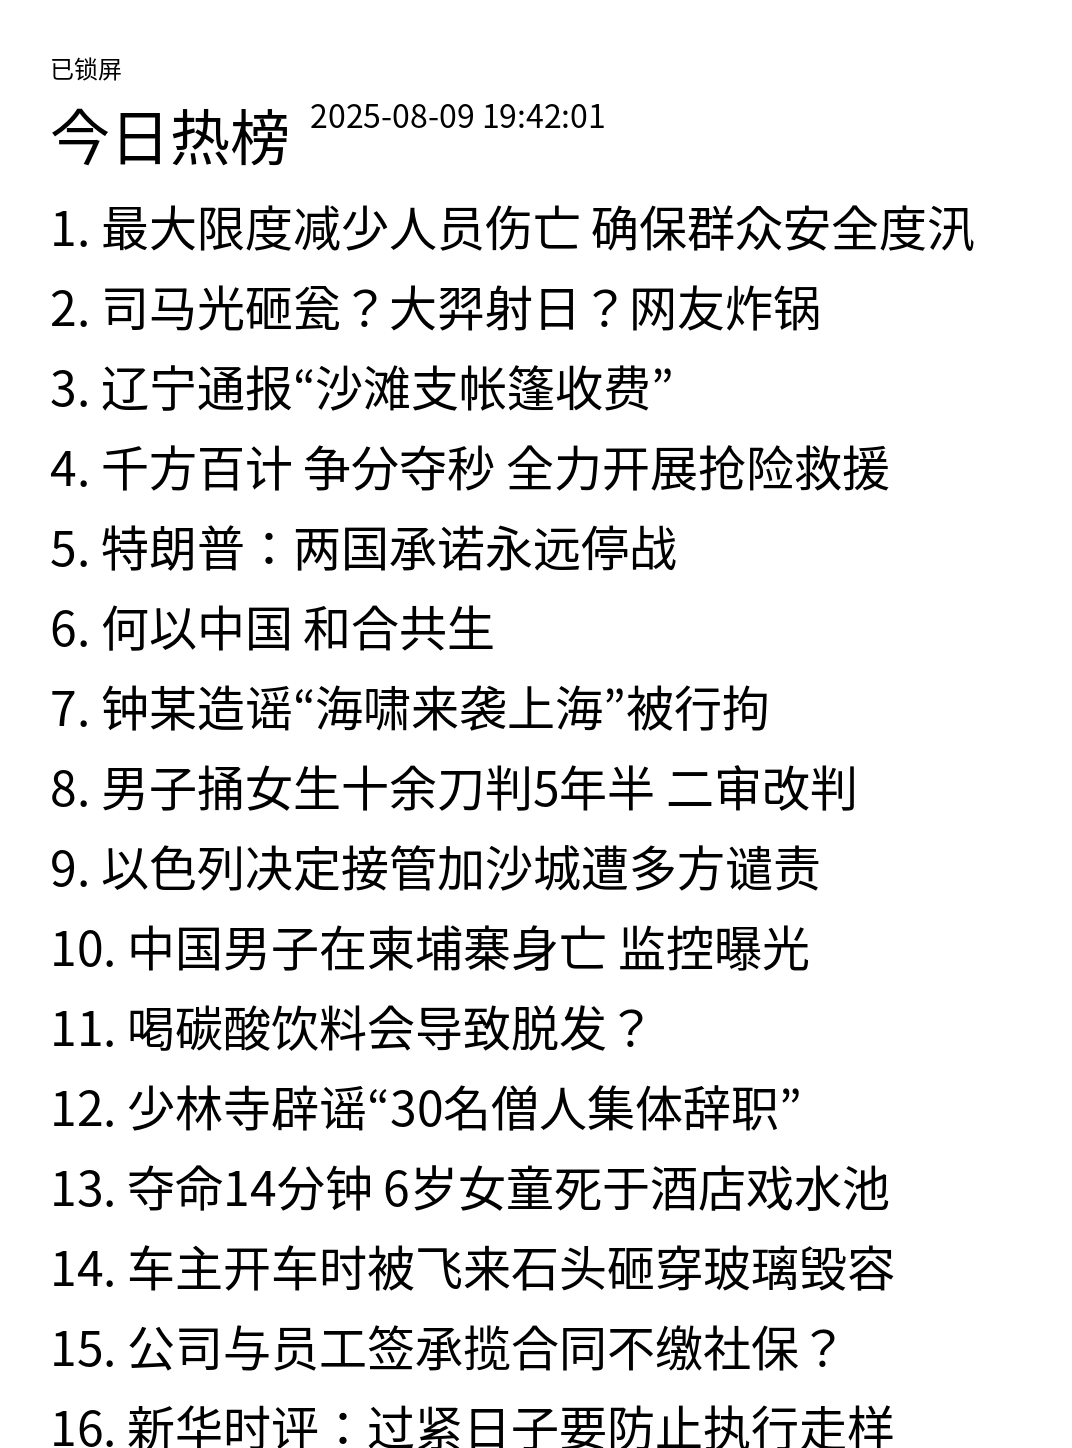 已锁屏
今日热榜 2025-08-09 19:42:01
1. 最大限度减少人员伤亡 确保群众安全度汛
2. 司马光砸瓮？大羿射日？网友炸锅
3. 辽宁通报“沙滩支帐篷收费”
4. 千方百计 争分夺秒 全力开展抢险救援
5. 特朗普：两国承诺永远停战
6. 何以中国 和合共生
7. 钟某造谣“海啸来袭上海”被行拘
8. 男子捅女生十余刀判5年半 二审改判
9. 以色列决定接管加沙城遭多方谴责
10. 中国男子在柬埔寨身亡 监控曝光
11. 喝碳酸饮料会导致脱发？
12. 少林寺辟谣“30名僧人集体辞职”
13. 夺命14分钟 6岁女童死于酒店戏水池
14. 车主开车时被飞来石头砸穿玻璃毁容
15. 公司与员工签承揽合同不缴社保？
16. 新华时评：过紧日子要防止执行走样